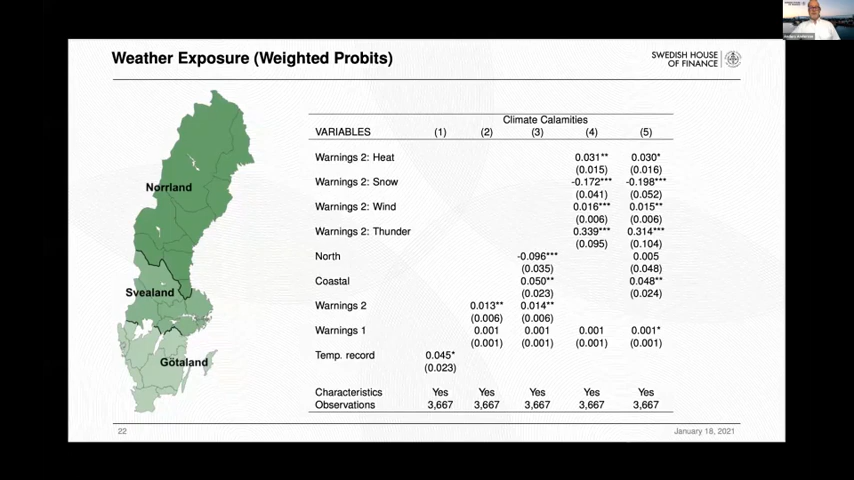 Weather Exposure (Weighted Probits)
SWEDISH HOUSE
OF FINANCE
Norrland
Svealand
Götaland
Climate Calamities
VARIABLES (1) (2) (3) (4) (5)
Warnings 2: Heat 0.031** 0.030*
(0.015) (0.016)
Warnings 2: Snow -0.172*** -0.198***
(0.041) (0.052)
Warnings 2: Wind 0.016*** 0.015**
(0.006) (0.006)
Warnings 2: Thunder 0.339*** 0.314***
(0.095) (0.104)
North -0.096*** 0.005
(0.035) (0.048)
Coastal 0.050** 0.048**
(0.023) (0.024)
Warnings 2 0.013** 0.014**
(0.006) (0.006)
Warnings 1 0.001 0.001 0.001 0.001*
(0.001) (0.001) (0.001) (0.001)
Temp. record 0.045*
(0.023)
Characteristics Yes Yes Yes Yes Yes
Observations 3,667 3,667 3,667 3,667 3,667
22
January 18, 2021